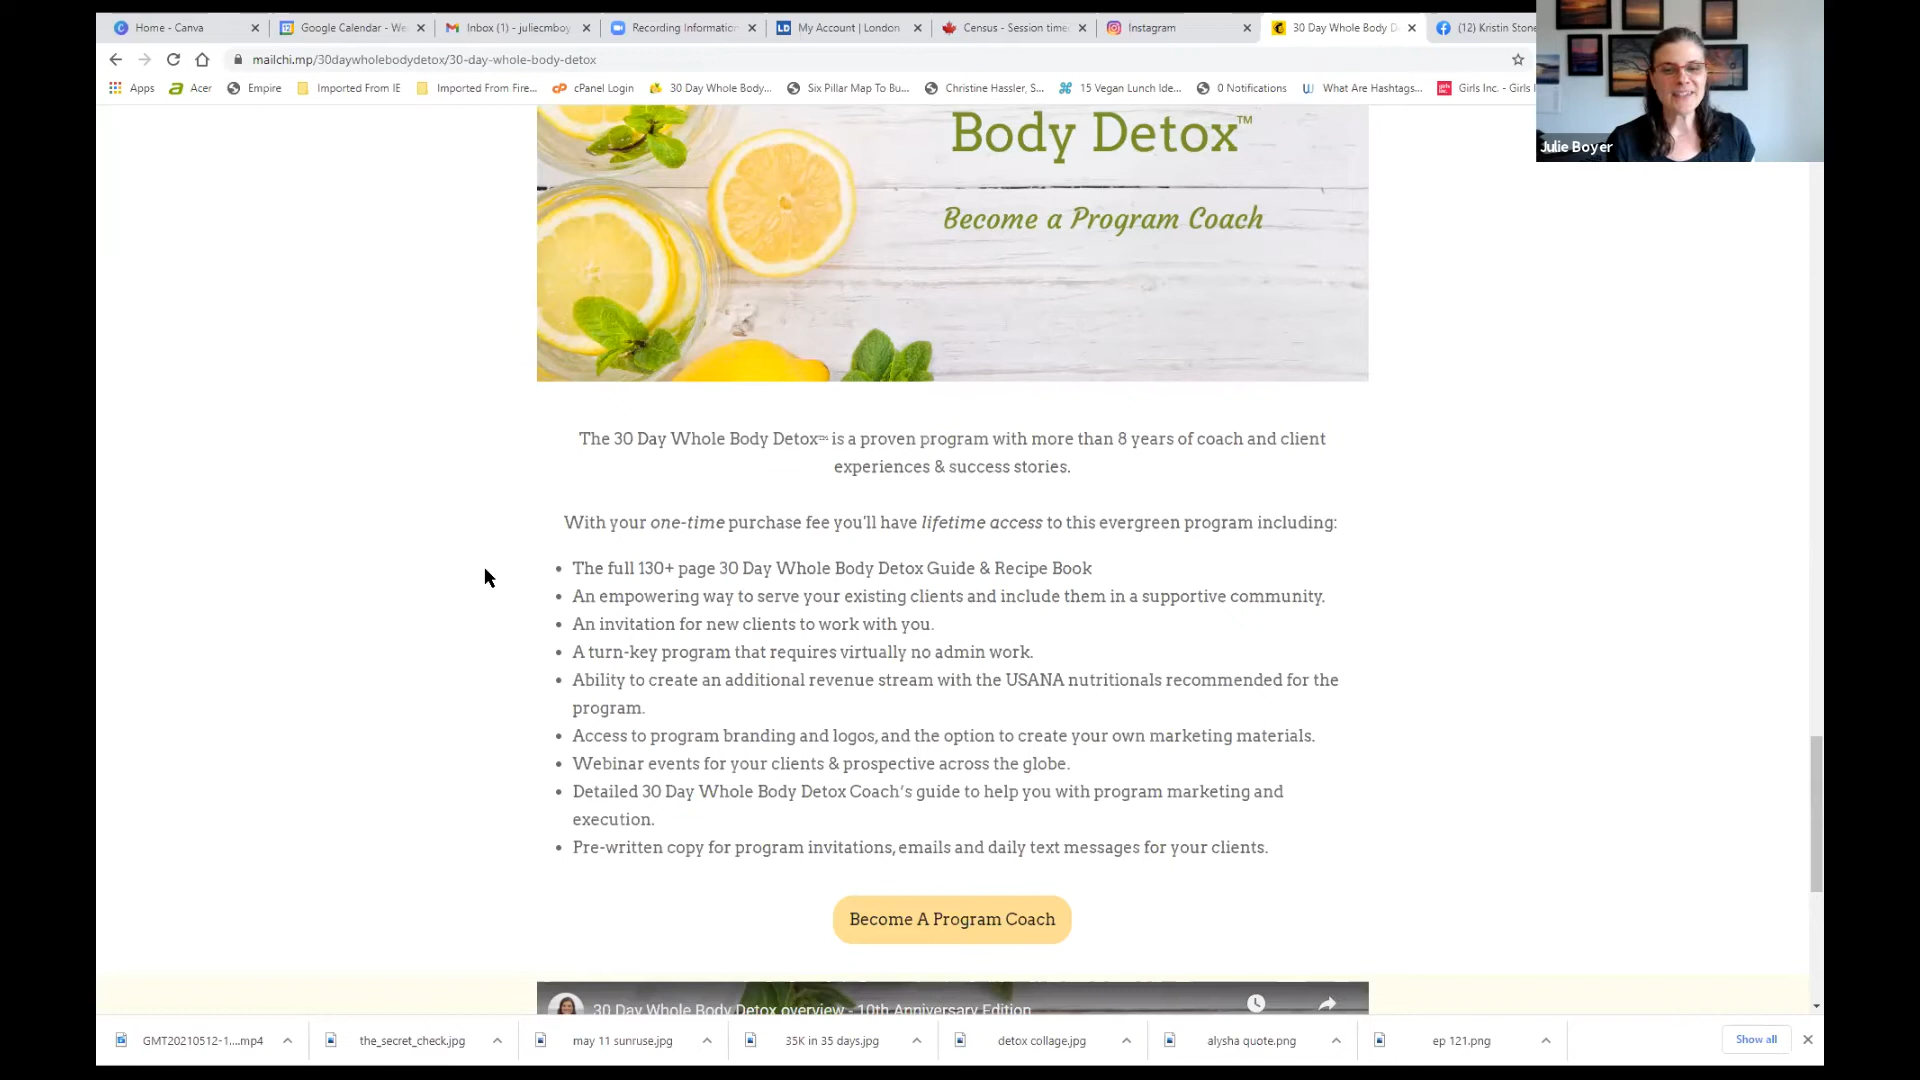 Home - Canva
Google Calendar - We
Inbox (1) - juliecmboy
Recording Information
My Account | London
Census - Session time
Instagram
30 Day Whole Body D
(12) Kristin Stone
mailchi.mp/30daywholebodydetox/30-day-whole-body-detox
Apps
Acer
Empire
Imported From IE
Imported From Fire...
cPanel Login
30 Day Whole Body...
Six Pillar Map To Bu...
Christine Hassler, S...
15 Vegan Lunch Ide...
0 Notifications
What Are Hashtags...
Girls Inc. - Girls I
Julie Boyer
Body Detox™
Become a Program Coach
The 30 Day Whole Body Detox™ is a proven program with more than 8 years of coach and client
experiences & success stories.
With your one-time purchase fee you'll have lifetime access to this evergreen program including:
• The full 130+ page 30 Day Whole Body Detox Guide & Recipe Book
• An empowering way to serve your existing clients and include them in a supportive community.
• An invitation for new clients to work with you.
• A turn-key program that requires virtually no admin work.
• Ability to create an additional revenue stream with the USANA nutritionals recommended for the
program.
• Access to program branding and logos, and the option to create your own marketing materials.
• Webinar events for your clients & prospective across the globe.
• Detailed 30 Day Whole Body Detox Coach's guide to help you with program marketing and
execution.
• Pre-written copy for program invitations, emails and daily text messages for your clients.
Become A Program Coach
30 Day Whole Body Detox overview - 10th Anniversary Edition
GMT20210512-1....mp4
the_secret_check.jpg
may 11 sunruse.jpg
35K in 35 days.jpg
detox collage.jpg
alysha quote.png
ep 121.png
Show all